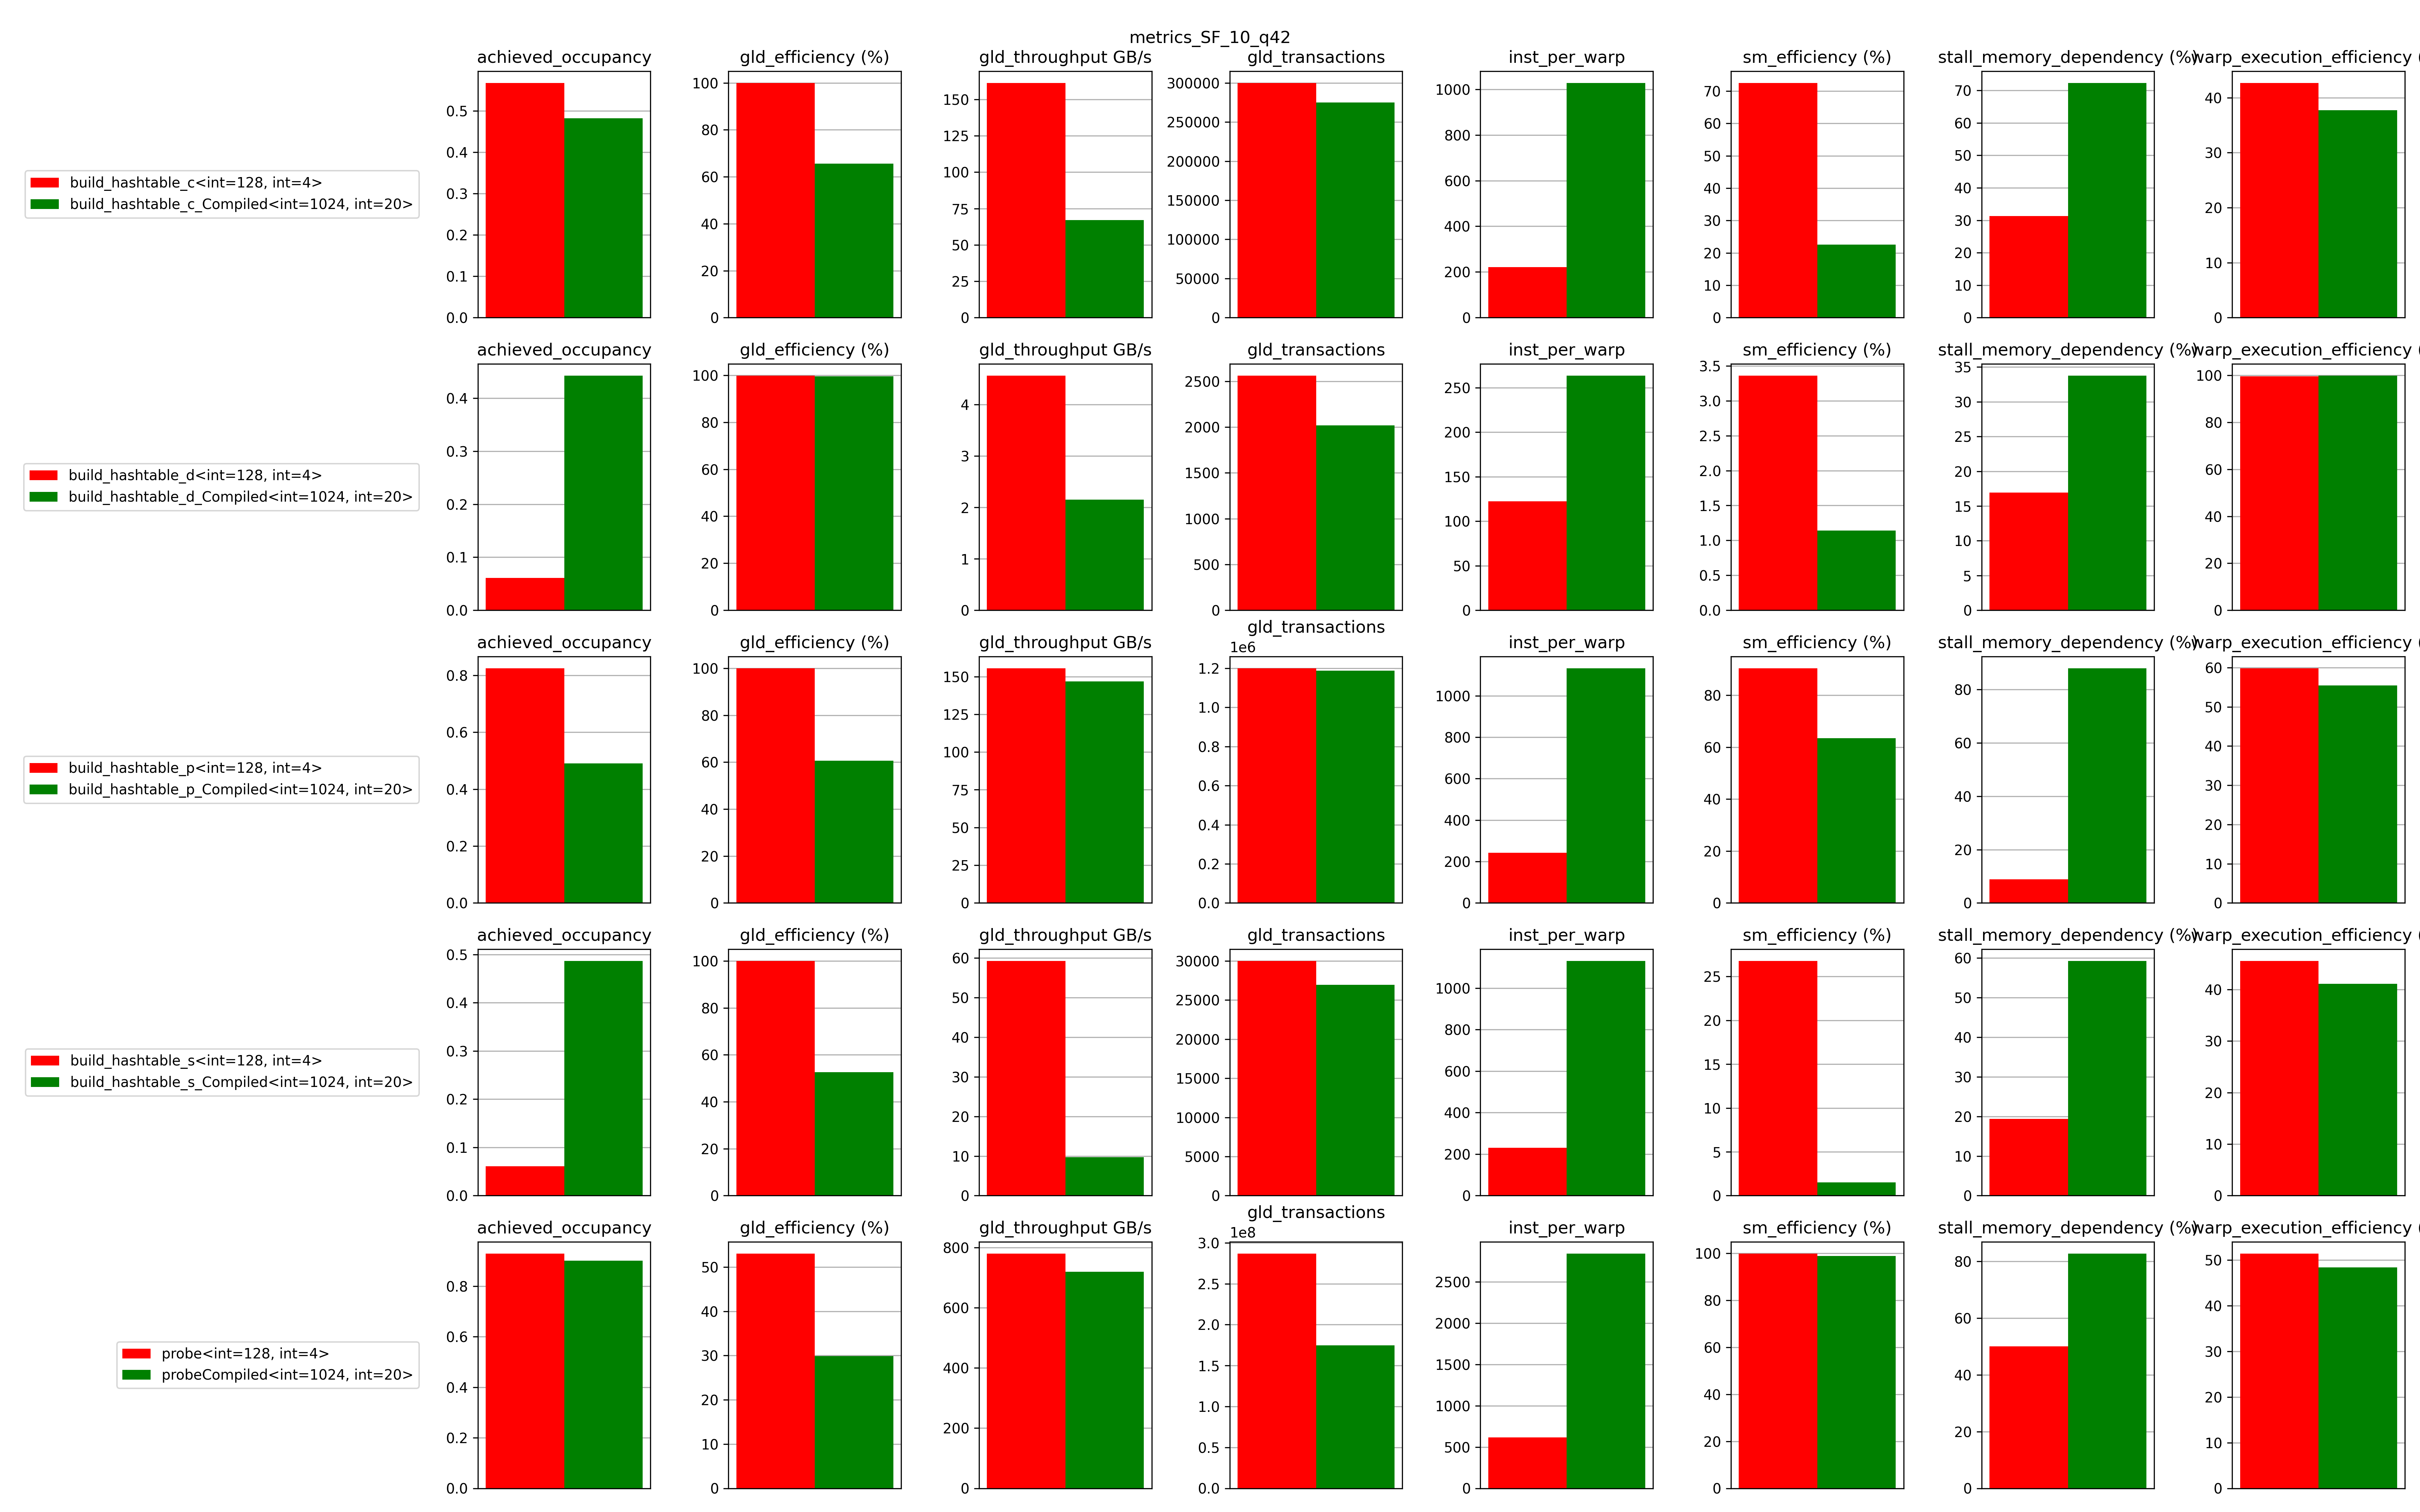 metrics_SF_10_q42
achieved_occupancy gld_efficiency (%) gld_throughput GB/s gld_transactions inst_per_warp sm_efficiency (%) stall_memory_dependency (%) warp_execution_efficiency (
build_hashtable_c<int=128, int=4>
build_hashtable_c_Compiled<int=1024, int=20>
0.5 0.4 0.3 0.2 0.1 0.0
100 80 60 40 20 0
150 125 100 75 50 25 0
300000 250000 200000 150000 100000 50000 0
1000 800 600 400 200 0
70 60 50 40 30 20 10 0
70 60 50 40 30 20 10 0
40 30 20 10 0
achieved_occupancy gld_efficiency (%) gld_throughput GB/s gld_transactions inst_per_warp sm_efficiency (%) stall_memory_dependency (%) warp_execution_efficiency (
build_hashtable_d<int=128, int=4>
build_hashtable_d_Compiled<int=1024, int=20>
0.4 0.3 0.2 0.1 0.0
100 80 60 40 20 0
4 3 2 1 0
2500 2000 1500 1000 500 0
250 200 150 100 50 0
3.5 3.0 2.5 2.0 1.5 1.0 0.5 0.0
35 30 25 20 15 10 5 0
100 80 60 40 20 0
achieved_occupancy gld_efficiency (%) gld_throughput GB/s gld_transactions inst_per_warp sm_efficiency (%) stall_memory_dependency (%) warp_execution_efficiency (
build_hashtable_p<int=128, int=4>
build_hashtable_p_Compiled<int=1024, int=20>
0.8 0.6 0.4 0.2 0.0
100 80 60 40 20 0
150 125 100 75 50 25 0
1e6
1.2 1.0 0.8 0.6 0.4 0.2 0.0
1000 800 600 400 200 0
80 60 40 20 0
80 60 40 20 0
60 50 40 30 20 10 0
achieved_occupancy gld_efficiency (%) gld_throughput GB/s gld_transactions inst_per_warp sm_efficiency (%) stall_memory_dependency (%) warp_execution_efficiency (
build_hashtable_s<int=128, int=4>
build_hashtable_s_Compiled<int=1024, int=20>
0.5 0.4 0.3 0.2 0.1 0.0
100 80 60 40 20 0
60 50 40 30 20 10 0
30000 25000 20000 15000 10000 5000 0
1000 800 600 400 200 0
25 20 15 10 5 0
60 50 40 30 20 10 0
40 30 20 10 0
achieved_occupancy gld_efficiency (%) gld_throughput GB/s gld_transactions inst_per_warp sm_efficiency (%) stall_memory_dependency (%) warp_execution_efficiency (
probe<int=128, int=4>
probeCompiled<int=1024, int=20>
0.8 0.6 0.4 0.2 0.0
50 40 30 20 10 0
800 600 400 200 0
1e8
3.0 2.5 2.0 1.5 1.0 0.5 0.0
2500 2000 1500 1000 500 0
100 80 60 40 20 0
80 60 40 20 0
50 40 30 20 10 0